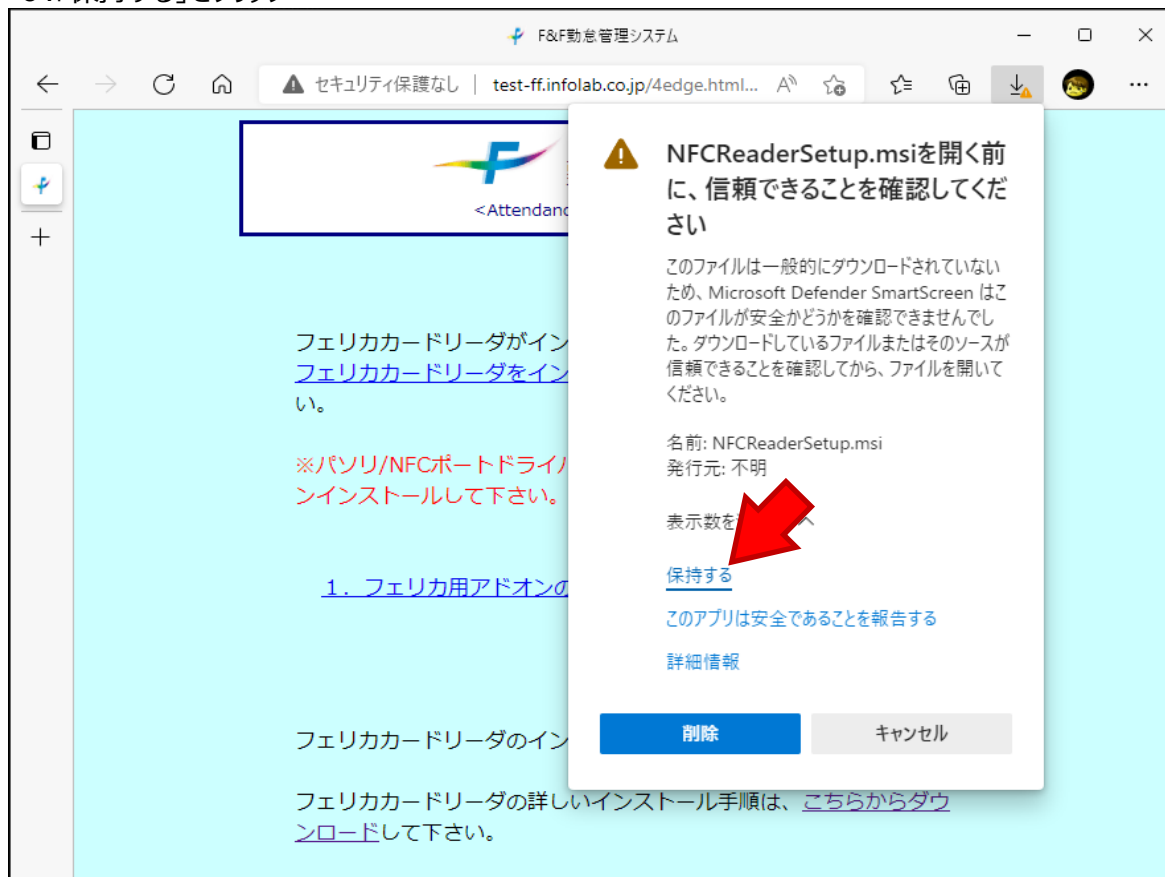 F&F勤怠管理システム
セキュリティ保護なし | test-ff.infolab.co.jp/4edge.html...
<Attendanc
NFCReaderSetup.msiを開く前
に、信頼できることを確認してくだ
さい
このファイルは一般的にダウンロードされていない
ため、Microsoft Defender SmartScreen はこ
のファイルが安全かどうかを確認できませんでし
た。ダウンロードしているファイルまたはそのソースが
信頼できることを確認してから、ファイルを開いて
ください。
名前: NFCReaderSetup.msi
発行元: 不明
表示数を
保持する
このアプリは安全であることを報告する
詳細情報
削除
キャンセル
フェリカカードリーダがイン
フェリカカードリーダをイン
い。
※パソリ/NFCポートドライバ
ンインストールして下さい。
1．フェリカ用アドオンの
フェリカカードリーダのイン
フェリカカードリーダの詳しいインストール手順は、こちらからダウ
ンロードして下さい。